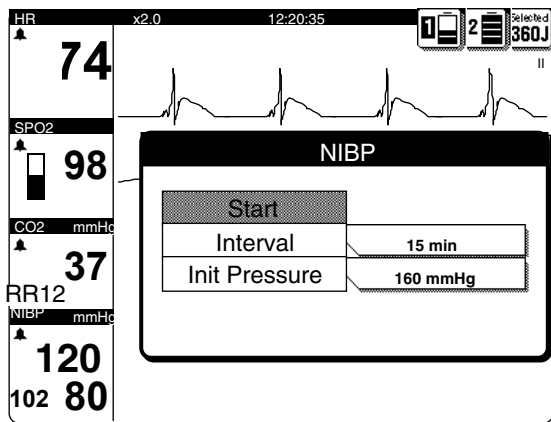 HR x2.0 12:20:35
1 2 Selected
360J
74
II
SPO2
98
NIBP
Start
Interval 15 min
Init Pressure 160 mmHg
CO2 mmHg
37
RR12
NIBP mmHg
120
102 80